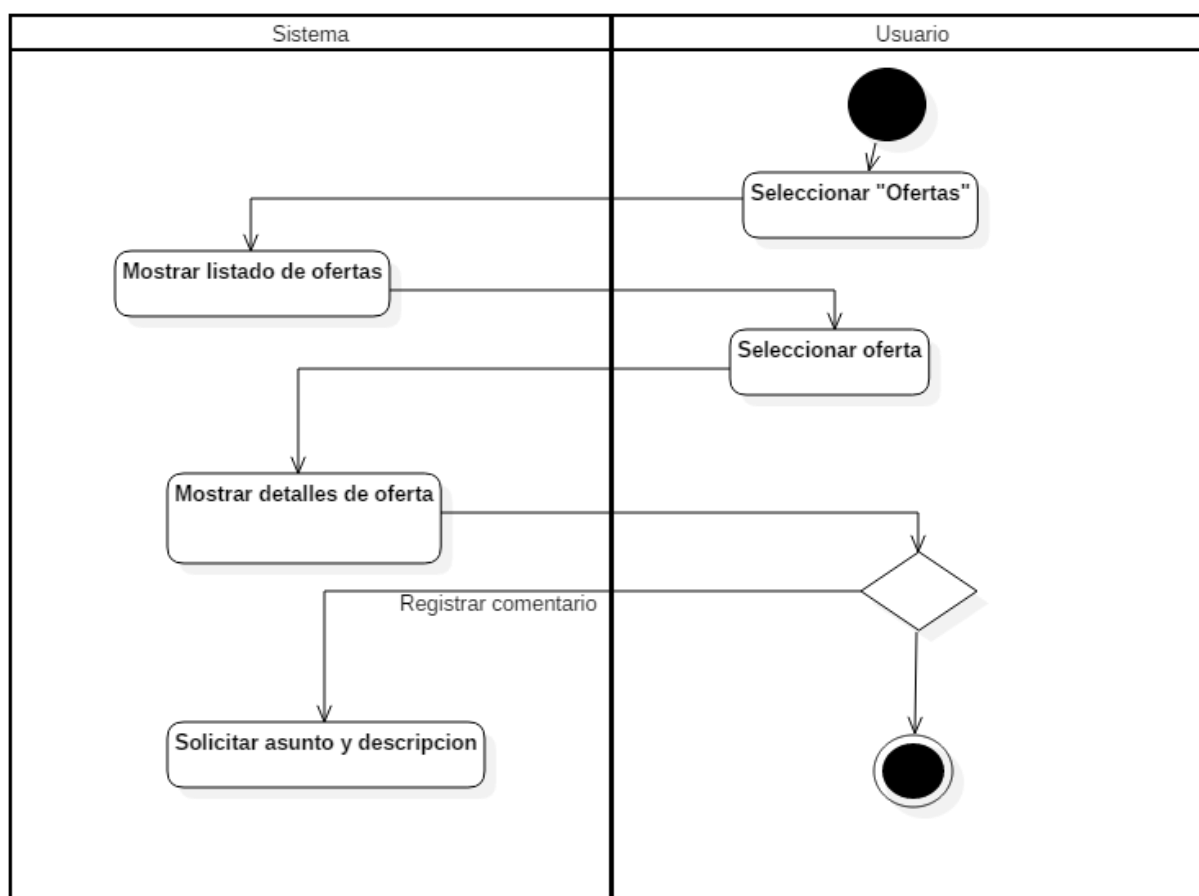 Sistema
Usuario
Seleccionar "Ofertas"
Mostrar listado de ofertas
Seleccionar oferta
Mostrar detalles de oferta
Registrar comentario
Solicitar asunto y descripcion